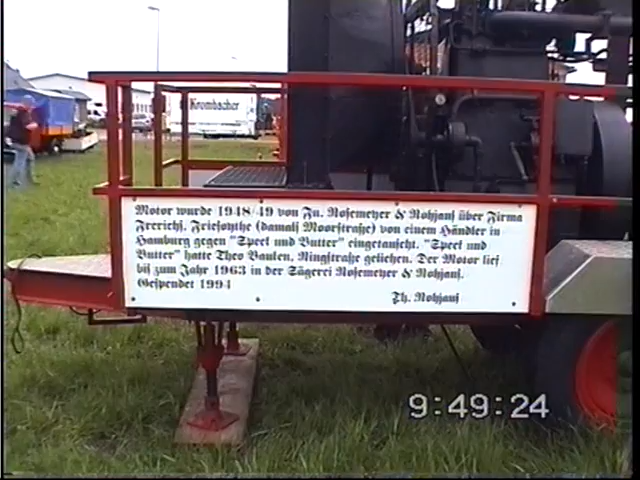 Krombacher
Motor wurde 1948/49 von Fa. Rosemeyer & Rohjans über Firma
Frerichs, Friesoythe (damals Moorstraße) von einem Händler in
Hamburg gegen "Speck und Butter" eingetauscht. "Speck und
Butter" hatte Theo Banken, Ringstraße geliehen. Der Motor lief
bis zum Jahr 1963 in der Sägerei Rosemeyer & Rohjans.
Gespendet 1994
Th. Rohjans
9:49:24